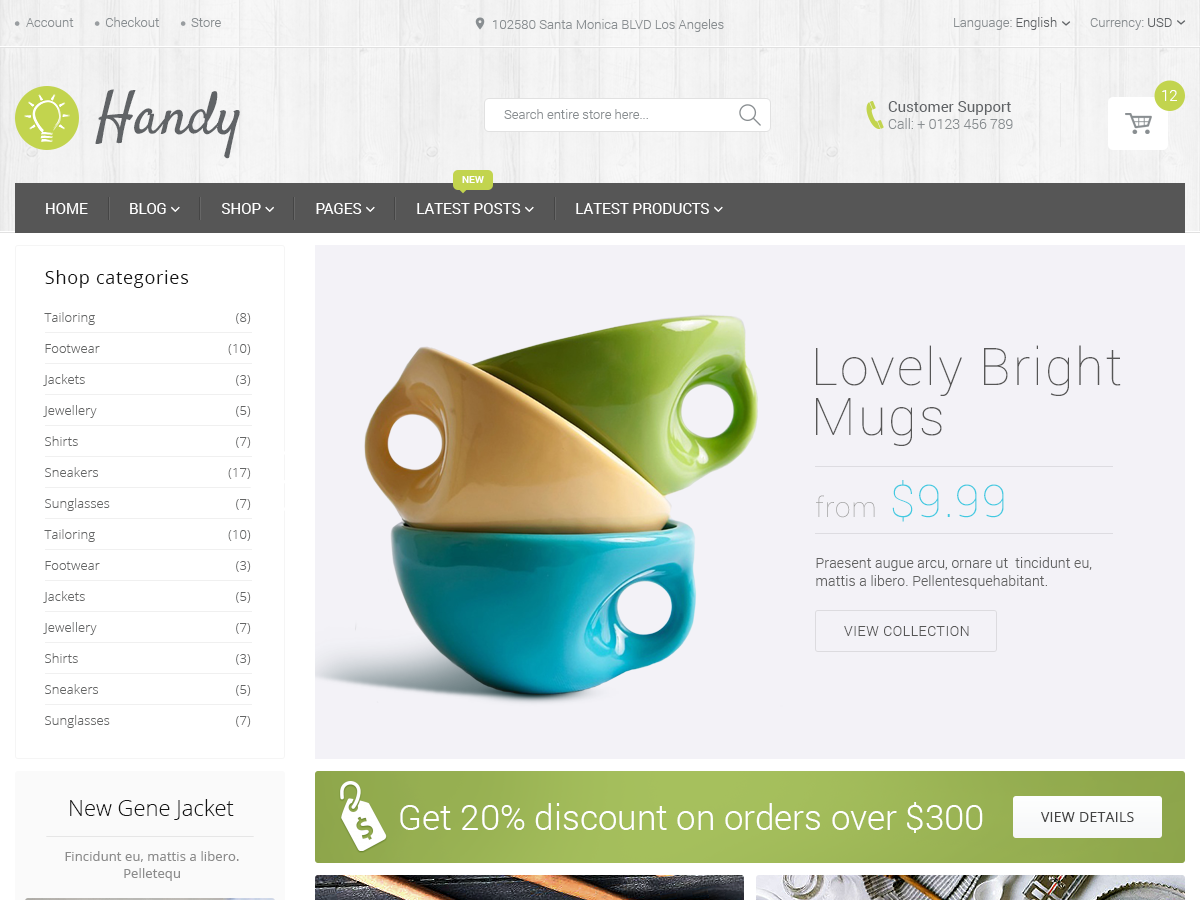 Account
Checkout
Store
102580 Santa Monica BLVD Los Angeles
Language: English
Currency: USD
Handy
Search entire store here...
Customer Support
Call: + 0123 456 789
12
NEW
HOME
BLOG
SHOP
PAGES
LATEST POSTS
LATEST PRODUCTS
Shop categories
Tailoring (8)
Footwear (10)
Jackets (3)
Jewellery (5)
Shirts (7)
Sneakers (17)
Sunglasses (7)
Tailoring (10)
Footwear (3)
Jackets (5)
Jewellery (7)
Shirts (3)
Sneakers (5)
Sunglasses (7)
Lovely Bright
Mugs
from $9.99
Praesent augue arcu, ornare ut tincidunt eu,
mattis a libero. Pellentesquehabitant.
VIEW COLLECTION
New Gene Jacket
Fincidunt eu, mattis a libero.
Pelletequ
$
Get 20% discount on orders over $300
VIEW DETAILS